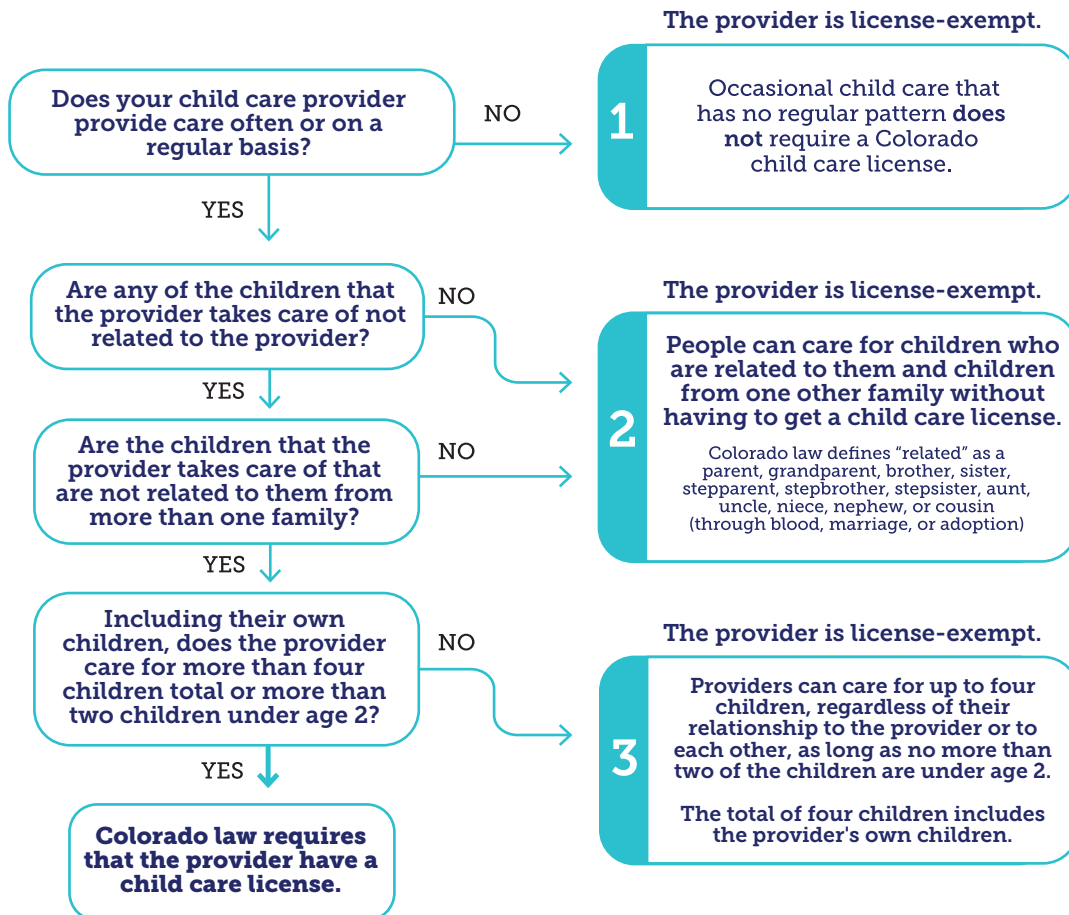 The provider is license-exempt.
Does your child care provider
provide care often or on a
regular basis?
NO
1
Occasional child care that
has no regular pattern does
not require a Colorado
child care license.
YES
Are any of the children that
the provider takes care of not
related to the provider?
NO
The provider is license-exempt.
2
People can care for children who
are related to them and children
from one other family without
having to get a child care license.
Colorado law defines “related” as a
parent, grandparent, brother, sister,
stepparent, stepbrother, stepsister, aunt,
uncle, niece, nephew, or cousin
(through blood, marriage, or adoption)
YES
Are the children that the
provider takes care of that
are not related to them from
more than one family?
NO
YES
Including their own
children, does the provider
care for more than four
children total or more than
two children under age 2?
NO
The provider is license-exempt.
3
Providers can care for up to four
children, regardless of their
relationship to the provider or to
each other, as long as no more than
two of the children are under age 2.
The total of four children includes
the provider's own children.
YES
Colorado law requires
that the provider have a
child care license.